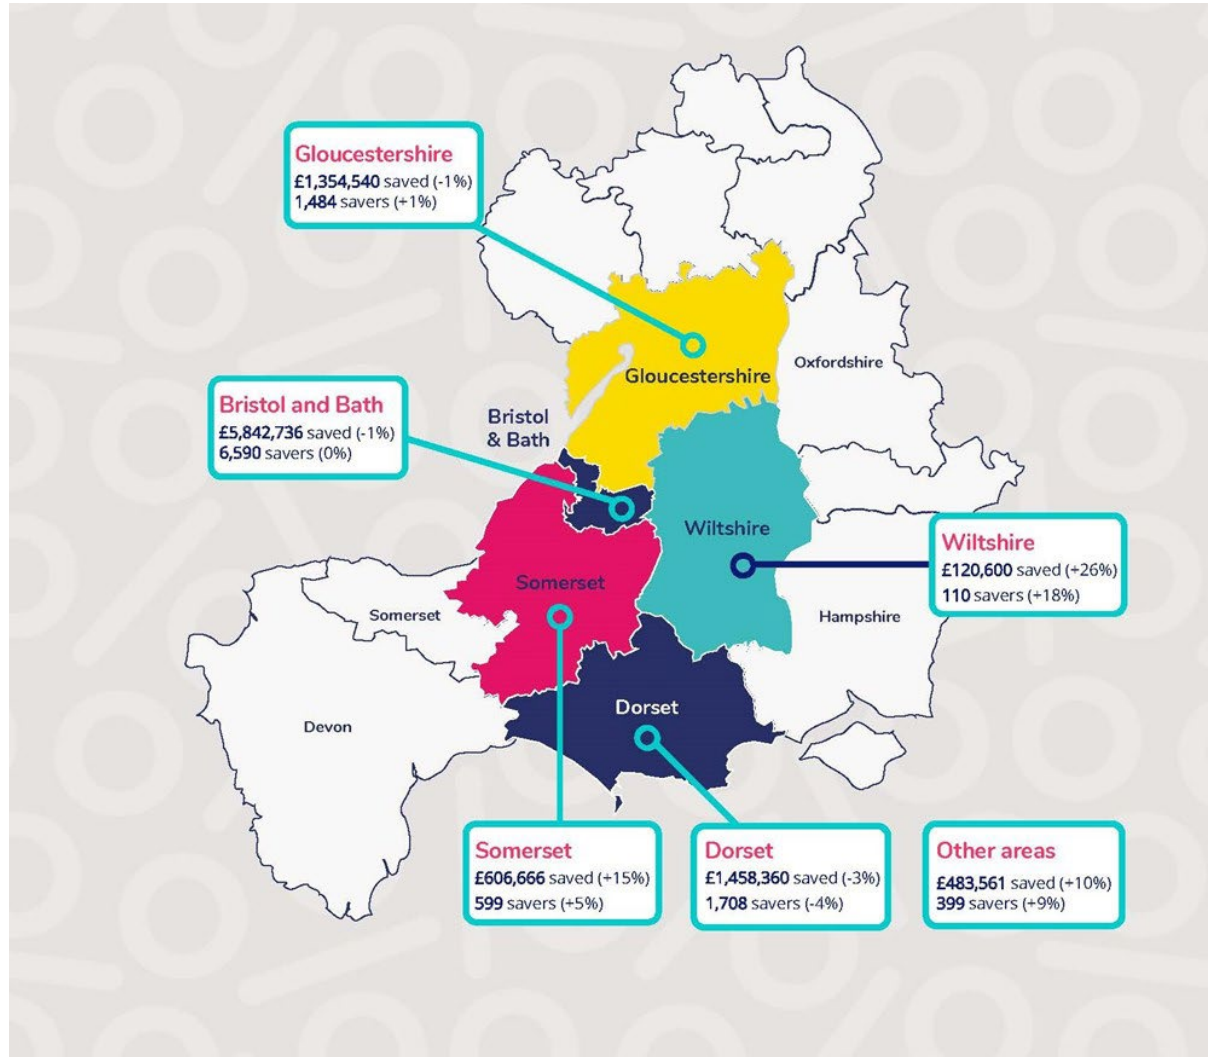 Gloucestershire
£1,354,540 saved (-1%)
1,484 savers (+1%)
Oxfordshire
Gloucestershire
Bristol and Bath
£5,842,736 saved (-1%)
6,590 savers (0%)
Bristol
& Bath
Wiltshire
Wiltshire
£120,600 saved (+26%)
110 savers (+18%)
Somerset
Somerset
Hampshire
Dorset
Devon
Somerset
£606,666 saved (+15%)
599 savers (+5%)
Dorset
£1,458,360 saved (-3%)
1,708 savers (-4%)
Other areas
£483,561 saved (+10%)
399 savers (+9%)